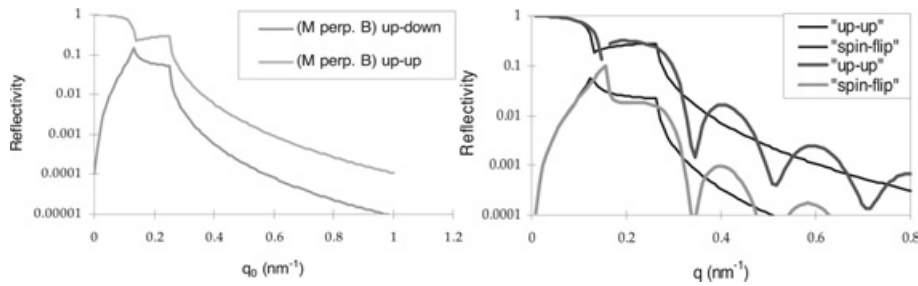 1
0.1
0.01
0.001
0.0001
0.00001
Reflectivity
0 0.2 0.4 0.6 0.8 1 1.2
q₀ (nm⁻¹)
(M perp. B) up-down
(M perp. B) up-up
1
0.1
0.01
0.001
0.0001
Reflectivity
0 0.2 0.4 0.6 0.8
q (nm⁻¹)
"up-up"
"spin-flip"
"up-up"
"spin-flip"